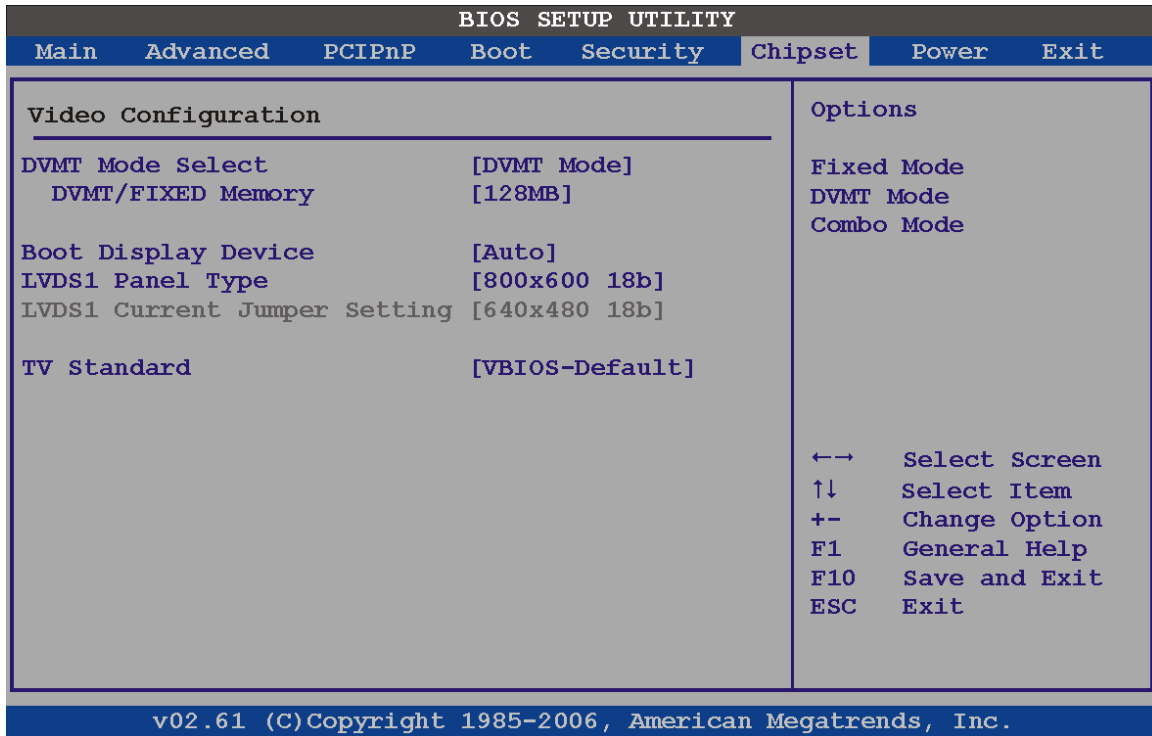 BIOS SETUP UTILITY
Main Advanced PCIPnP Boot Security Chipset Power Exit
Video Configuration
DVMT Mode Select [DVMT Mode]
DVMT/FIXED Memory [128MB]
Boot Display Device [Auto]
LVDS1 Panel Type [800x600 18b]
LVDS1 Current Jumper Setting [640x480 18b]
TV Standard [VBIOS-Default]
Options
Fixed Mode
DVMT Mode
Combo Mode
←→ Select Screen
↑↓ Select Item
+- Change Option
F1 General Help
F10 Save and Exit
ESC Exit
v02.61 (C)Copyright 1985-2006, American Megatrends, Inc.